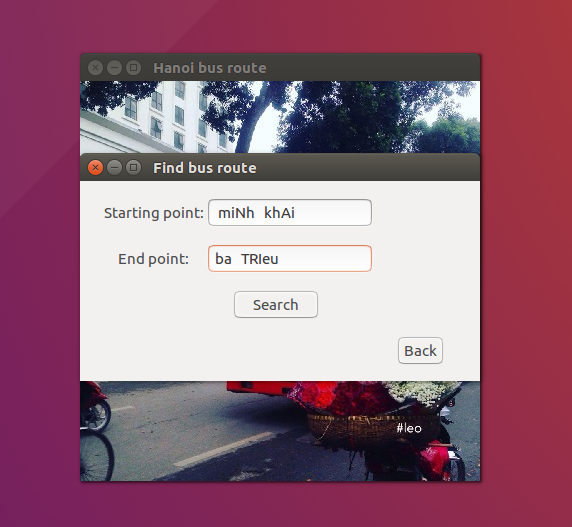 Hanoi bus route
Find bus route
Starting point: miNh  khAi
End point: ba  TRIeu
Search
Back
#leo